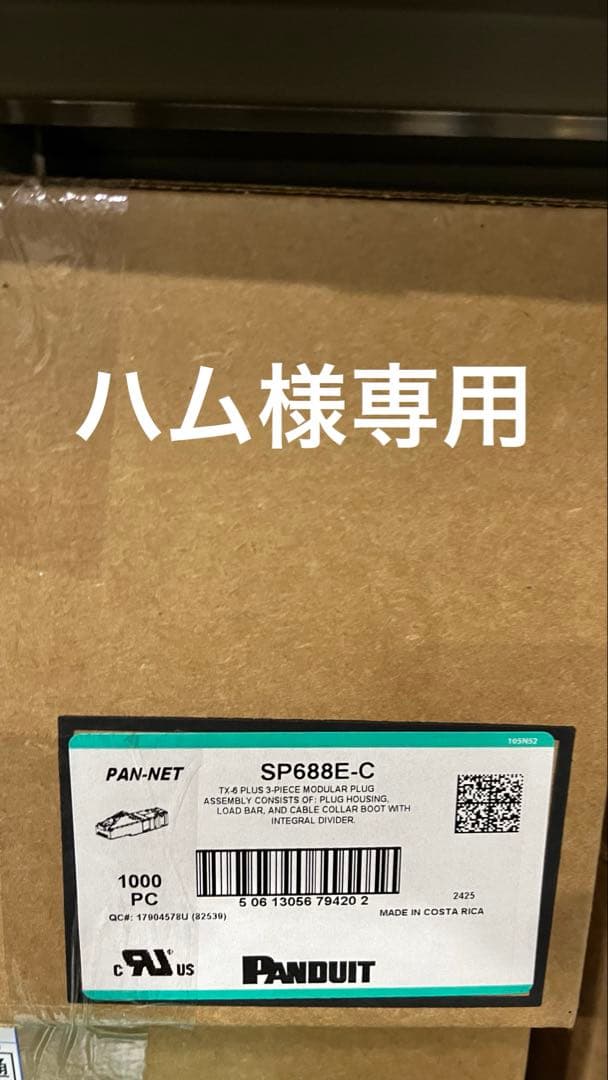 ハム様専用
105N52
PAN-NET
SP688E-C
TX-6 PLUS 3-PIECE MODULAR PLUG
ASSEMBLY CONSISTS OF: PLUG HOUSING,
LOAD BAR, AND CABLE COLLAR BOOT WITH
INTEGRAL DIVIDER.
1000
PC
5 06 13056 79420 2
2425
QC#: 17904578U (82539)
MADE IN COSTA RICA
C RU ® US
PANDUIT
通